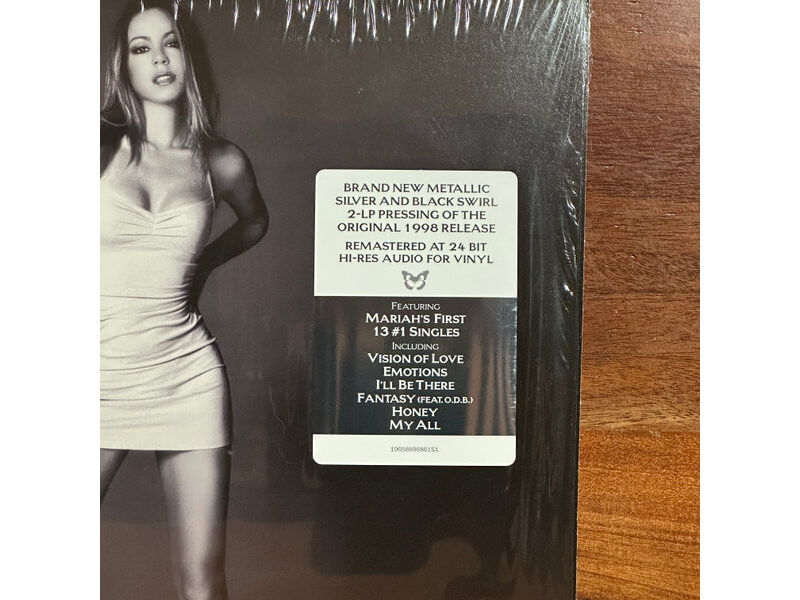 BRAND NEW METALLIC
SILVER AND BLACK SWIRL
2-LP PRESSING OF THE
ORIGINAL 1998 RELEASE
REMASTERED AT 24 BIT
HI-RES AUDIO FOR VINYL
FEATURING
MARIAH'S FIRST
13 #1 SINGLES
INCLUDING
VISION OF LOVE
EMOTIONS
I'LL BE THERE
FANTASY (FEAT. O.D.B.)
HONEY
MY ALL
19658896801S1